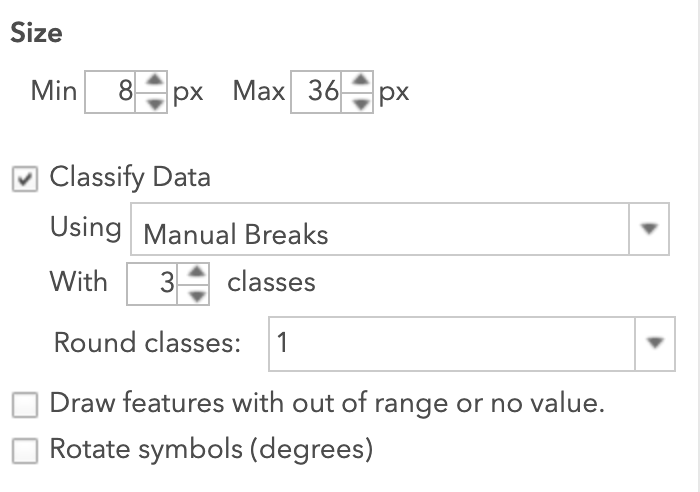 Size
Min 8 px Max 36 px
Classify Data
Using Manual Breaks
With 3 classes
Round classes: 1
Draw features with out of range or no value.
Rotate symbols (degrees)